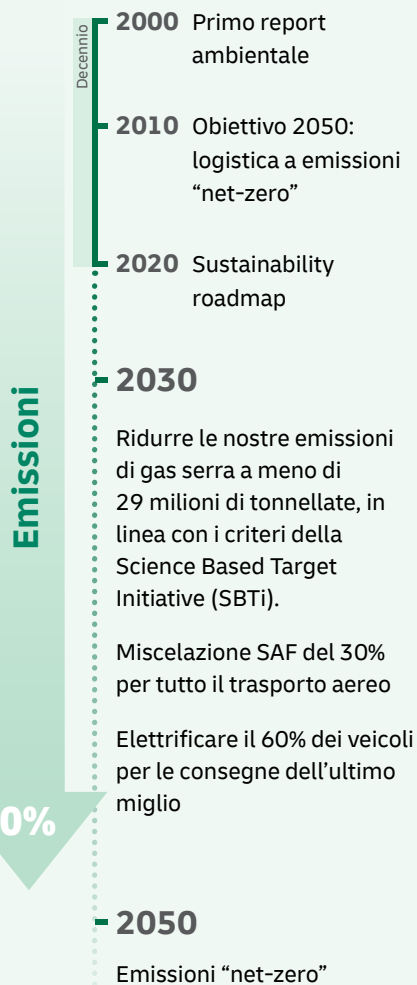 Decennio
2000 Primo report
ambientale
2010 Obiettivo 2050:
logistica a emissioni
“net-zero”
2020 Sustainability
roadmap
Emissioni
2030
Ridurre le nostre emissioni
di gas serra a meno di
29 milioni di tonnellate, in
linea con i criteri della
Science Based Target
Initiative (SBTi).
Miscelazione SAF del 30%
per tutto il trasporto aereo
Elettrificare il 60% dei veicoli
per le consegne dell’ultimo
miglio
0%
2050
Emissioni “net-zero”